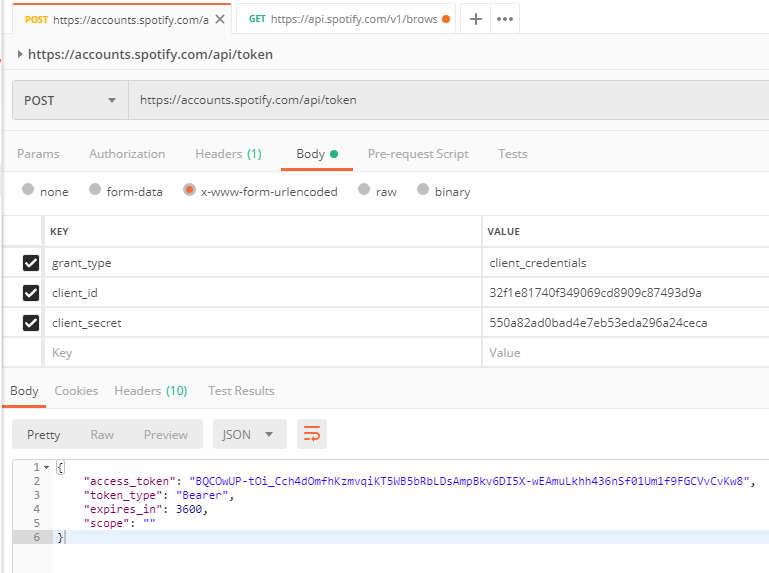 POST https://accounts.spotify.com/a GET https://api.spotify.com/v1/brows
https://accounts.spotify.com/api/token
POST https://accounts.spotify.com/api/token
Params Authorization Headers (1) Body Pre-request Script Tests
none form-data x-www-form-urlencoded raw binary
KEY VALUE
grant_type client_credentials
client_id 32f1e81740f349069cd8909c87493d9a
client_secret 550a82ad0bad4e7eb53eda296a24ceca
Key Value
Body Cookies Headers (10) Test Results
Pretty Raw Preview JSON
1 {
2 "access_token": "BQCOwUP-tOi_Cch4dOmfhKzmvqiKT5WB5bRbLDsAmpBkv6DI5X-wEAmuLkhh436nSf01Um1f9FGCVvCvKw8",
3 "token_type": "Bearer",
4 "expires_in": 3600,
5 "scope": ""
6 }